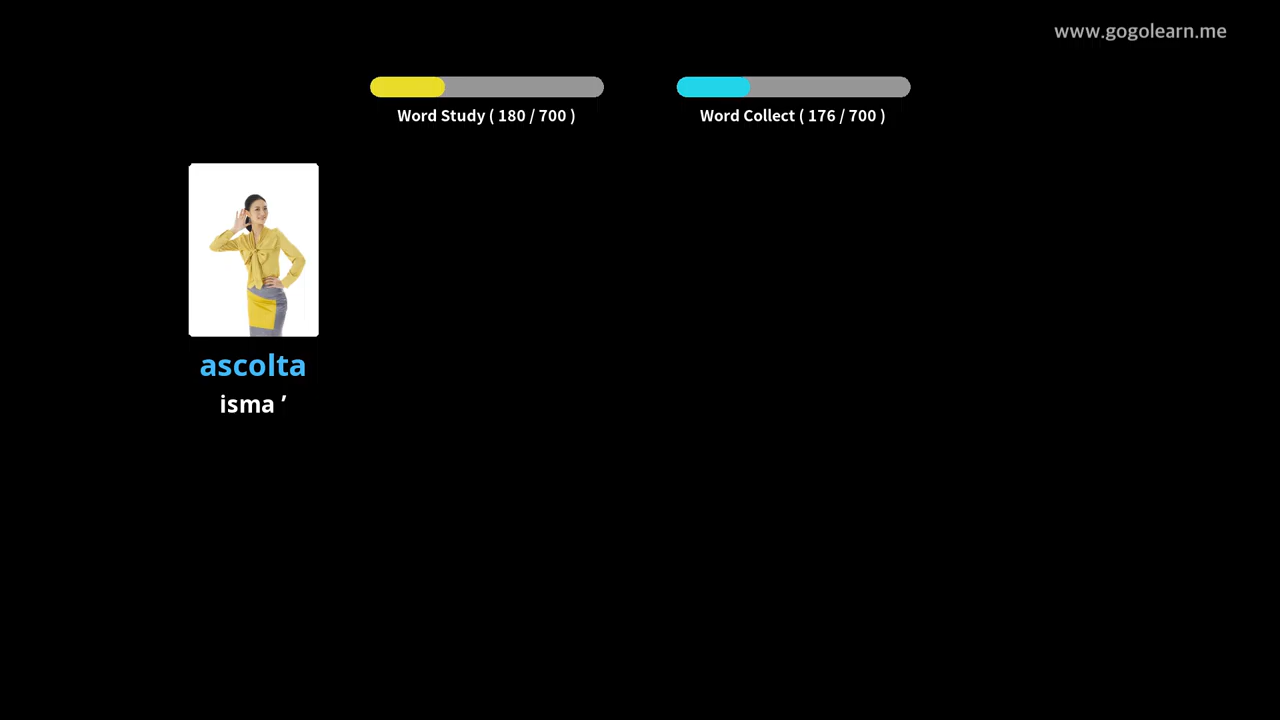 www.gogolearn.me
Word Study ( 180 / 700 )
Word Collect ( 176 / 700 )
ascolta
isma ’